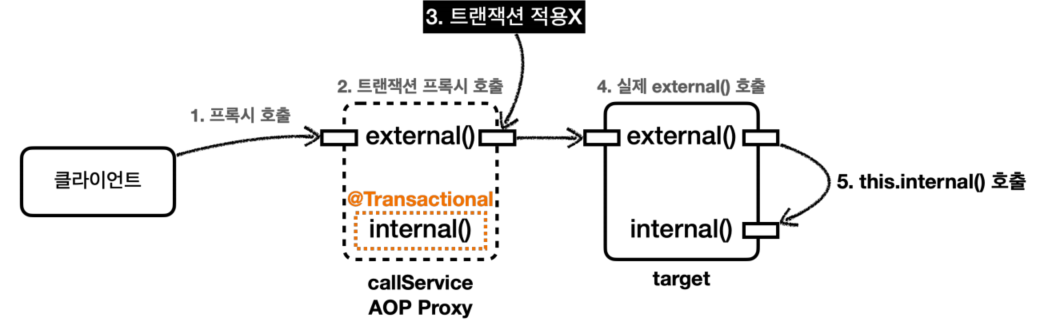 3. 트랜잭션 적용X
2. 트랜잭션 프록시 호출
4. 실제 external() 호출
1. 프록시 호출
external()
external()
클라이언트
5. this.internal() 호출
@Transactional
internal()
internal()
callService
AOP Proxy
target